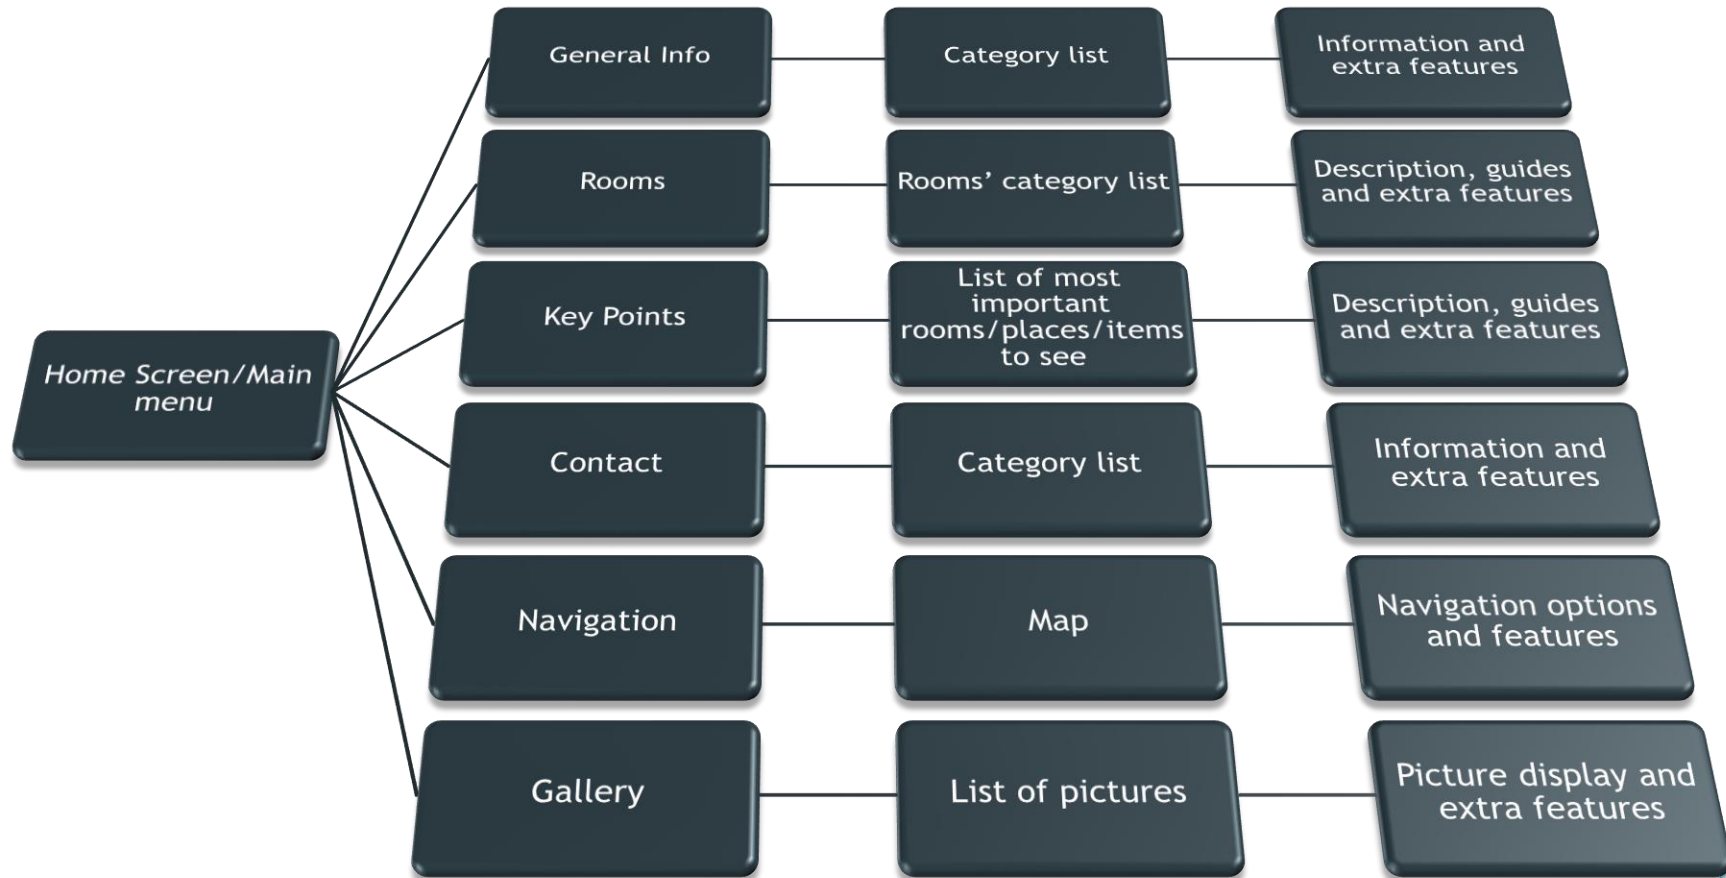 General Info
Category list
Information and
extra features
Rooms
Rooms’ category list
Description, guides
and extra features
Key Points
List of most
important
rooms/places/items
to see
Description, guides
and extra features
Home Screen/Main
menu
Contact
Category list
Information and
extra features
Navigation
Map
Navigation options
and features
Gallery
List of pictures
Picture display and
extra features